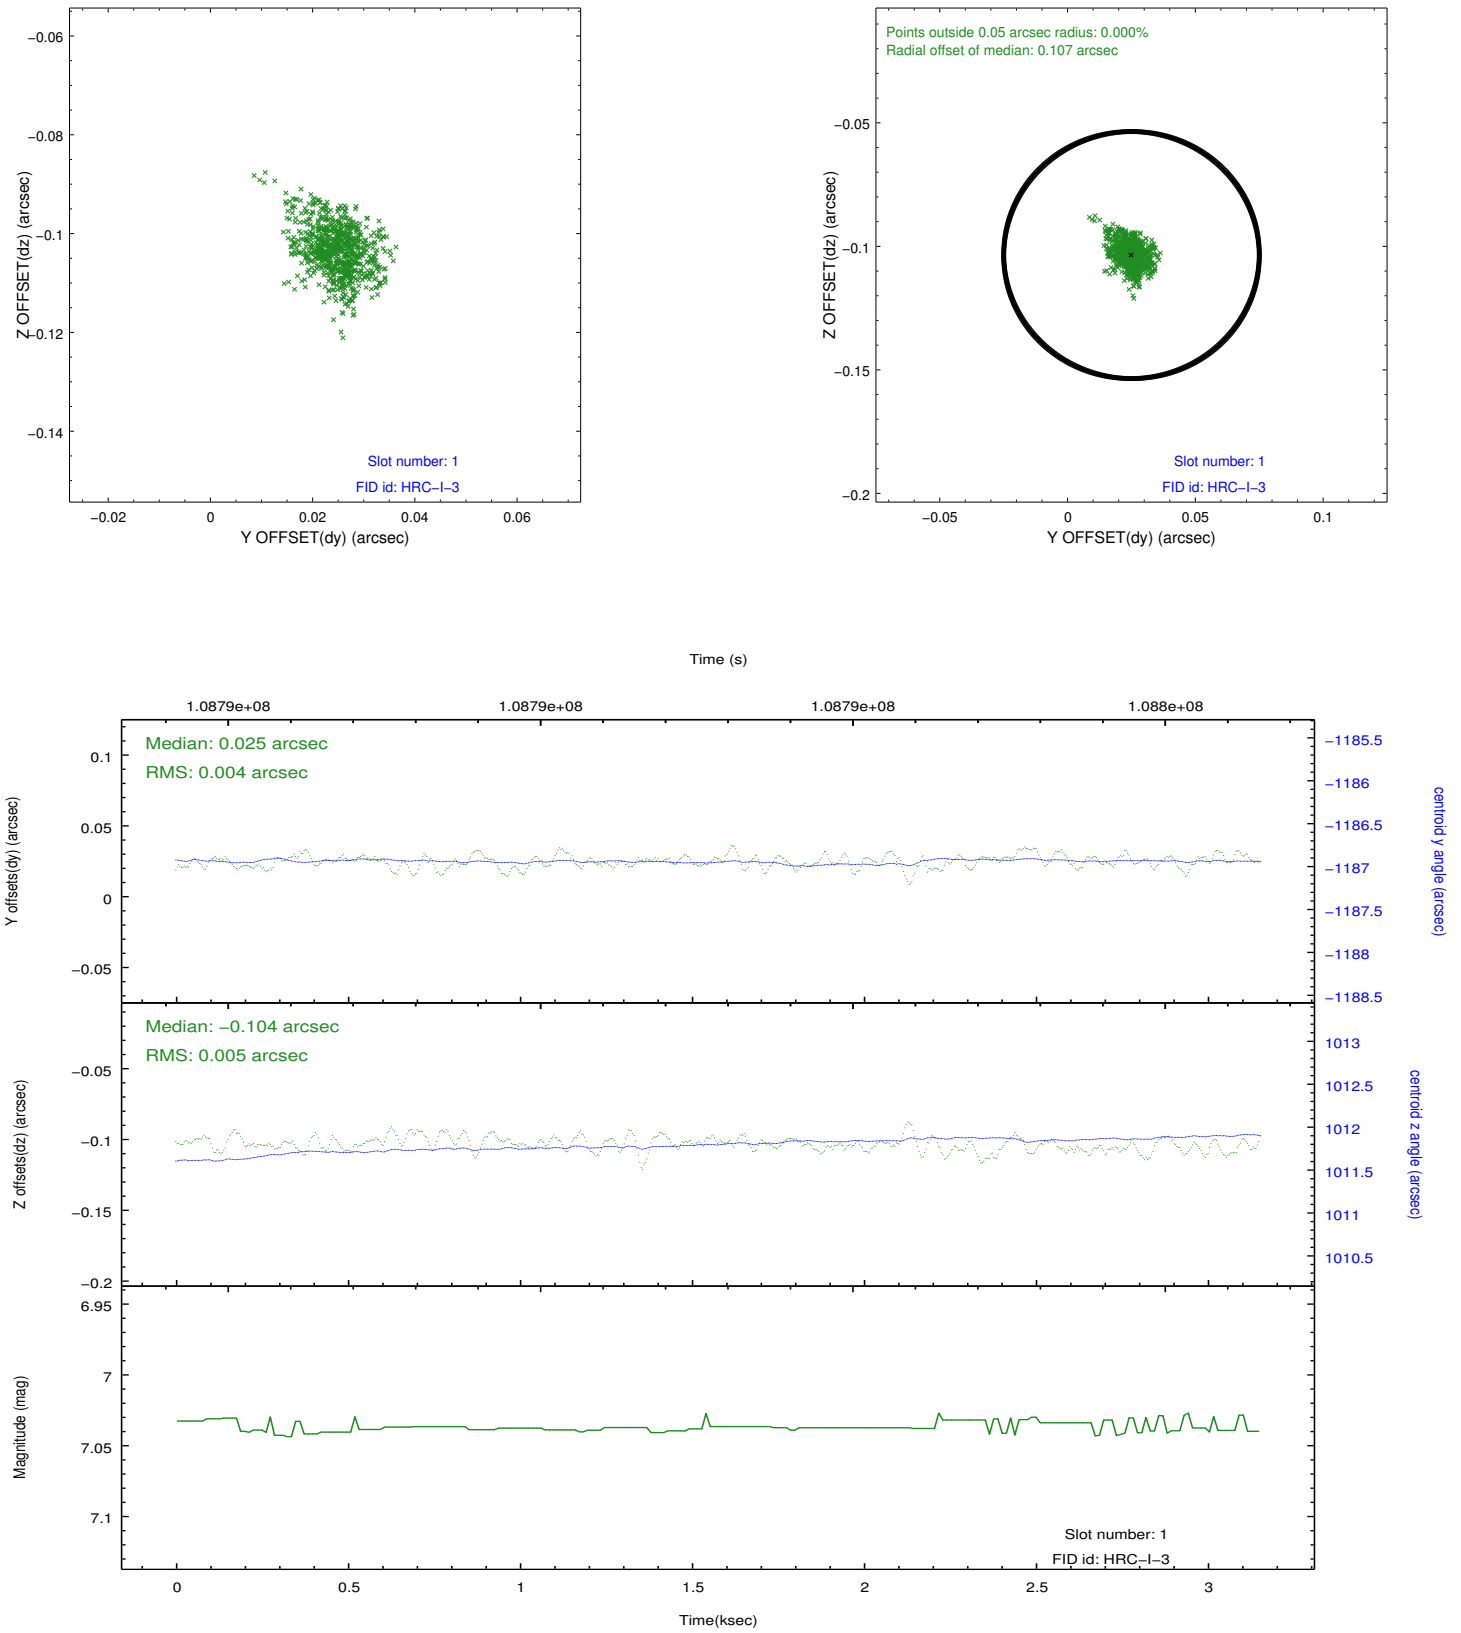 −0.06
−0.08
−0.1
−0.12
−0.14
Z OFFSET(dz) (arcsec)
Slot number: 1
FID id: HRC−I−3
−0.02 0 0.02 0.04 0.06
Y OFFSET(dy) (arcsec)
Points outside 0.05 arcsec radius: 0.000%
Radial offset of median: 0.107 arcsec
−0.05
−0.1
−0.15
−0.2
Z OFFSET(dz) (arcsec)
Slot number: 1
FID id: HRC−I−3
−0.05 0 0.05 0.1
Y OFFSET(dy) (arcsec)
Time (s)
1.0879e+08 1.0879e+08 1.0879e+08 1.088e+08
Median: 0.025 arcsec
RMS: 0.004 arcsec
0.1
0.05
0
−0.05
Y offsets(dy) (arcsec)
−1185.5
−1186
−1186.5
−1187
−1187.5
−1188
−1188.5
centroid y angle (arcsec)
Median: −0.104 arcsec
RMS: 0.005 arcsec
−0.05
−0.1
−0.15
−0.2
Z offsets(dz) (arcsec)
1013
1012.5
1012
1011.5
1011
1010.5
centroid z angle (arcsec)
6.95
7
7.05
7.1
Magnitude (mag)
Slot number: 1
FID id: HRC−I−3
0 0.5 1 1.5 2 2.5 3
Time(ksec)